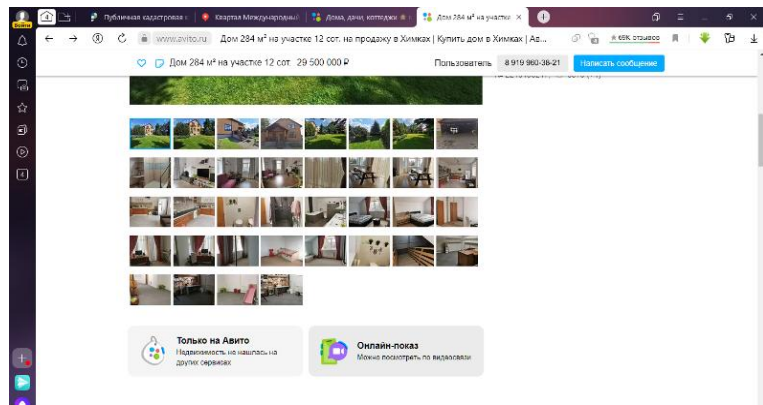 Войти
Публичная кадастровая
Квартал Международный
Дома, дачи, коттеджи
Дом 284 м² на участке
www.avito.ru Дом 284 м² на участке 12 сот. на продажу в Химках | Купить дом в Химках | Ав...
★ 69K отзывов
Дом 284 м² на участке 12 сот 29 500 000 ₽
Пользователь
8 919 960-36-21
Написать сообщение
Только на Авито
Недвижимость не нашлась на
других сервисах
Онлайн-показ
Можно посмотреть по видеосвязи